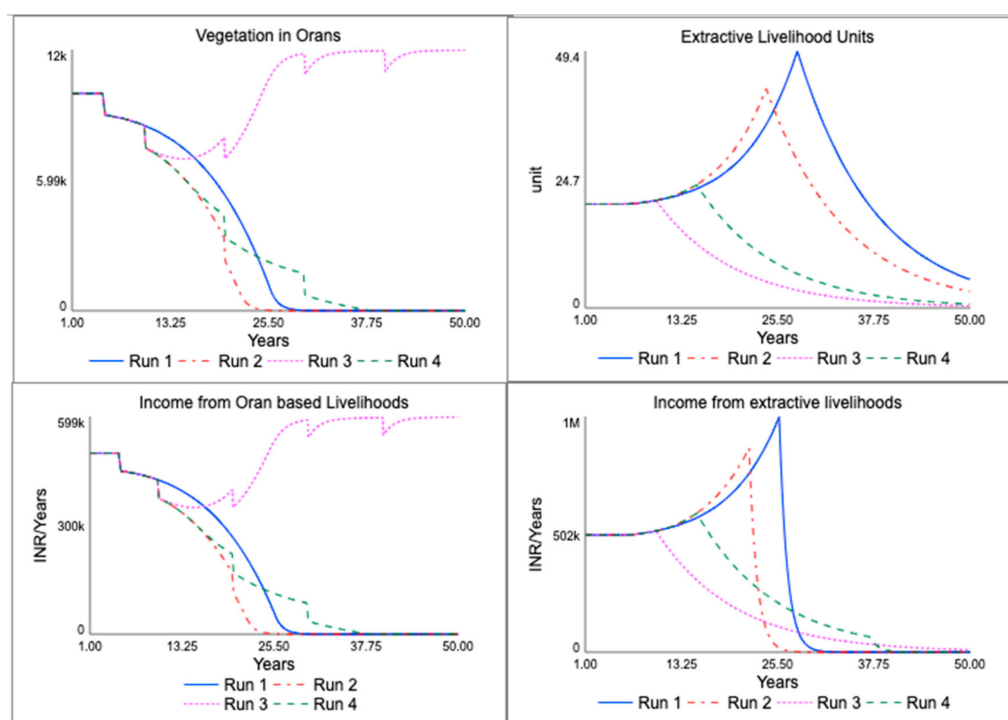 Vegetation in Orans
12k
5.99k
0
1.00 13.25 25.50 37.75 50.00
Years
Run 1 Run 2 Run 3 Run 4
Extractive Livelihood Units
49.4
unit
24.7
0
1.00 13.25 25.50 37.75 50.00
Years
Run 1 Run 2 Run 3 Run 4
Income from Oran based Livelihoods
599k
INR/Years
300k
0
1.00 13.25 25.50 37.75 50.00
Years
Run 1 Run 2
Run 3 Run 4
Income from extractive livelihoods
1M
INR/Years
502k
0
1.00 13.25 25.50 37.75 50.00
Years
Run 1 Run 2 Run 3 Run 4